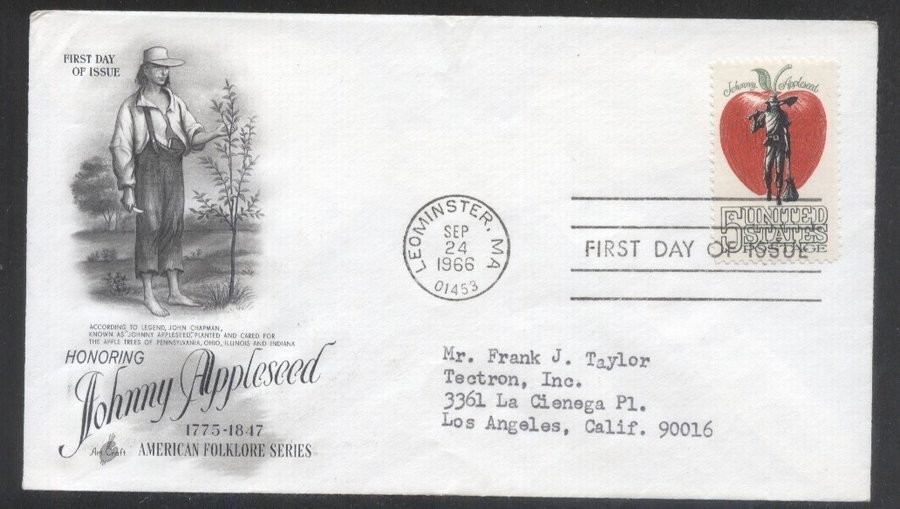 FIRST DAY
OF ISSUE
ACCORDING TO LEGEND, JOHN CHAPMAN,
KNOWN AS "JOHNNY APPLESEED," PLANTED AND CARED FOR
THE APPLE TREES OF PENNSYLVANIA, OHIO, ILLINOIS AND INDIANA
HONORING
Johnny Appleseed
1775-1847
Art Craft
AMERICAN FOLKLORE SERIES
LEOMINSTER, MA
SEP
24
1966
01453
FIRST DAY OF ISSUE
Johnny Appleseed
5 UNITED
STATES
POSTAGE
Mr. Frank J. Taylor
Tectron, Inc.
3361 La Cienega Pl.
Los Angeles, Calif. 90016